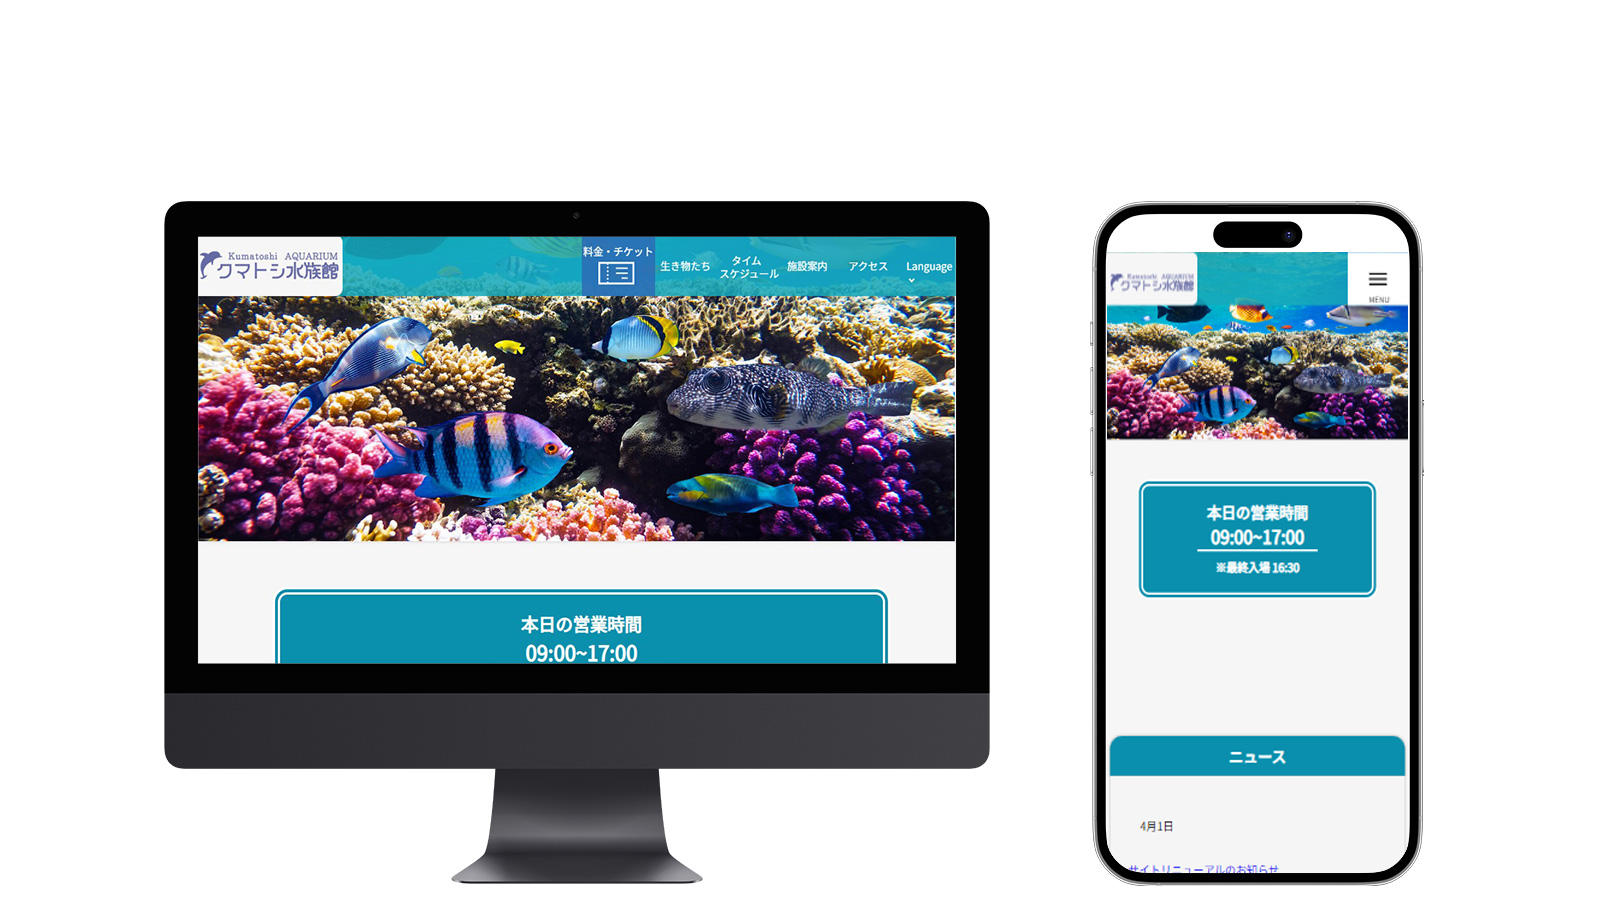 Kumatoshi AQUARIUM
クマトシ水族館
料金・チケット
生き物たち
タイム
スケジュール
施設案内
アクセス
Language
本日の営業時間
09:00~17:00
Kumatoshi AQUARIUM
クマトシ水族館
MENU
本日の営業時間
09:00~17:00
※最終入場 16:30
ニュース
4月1日
サイトリニューアルのお知らせ